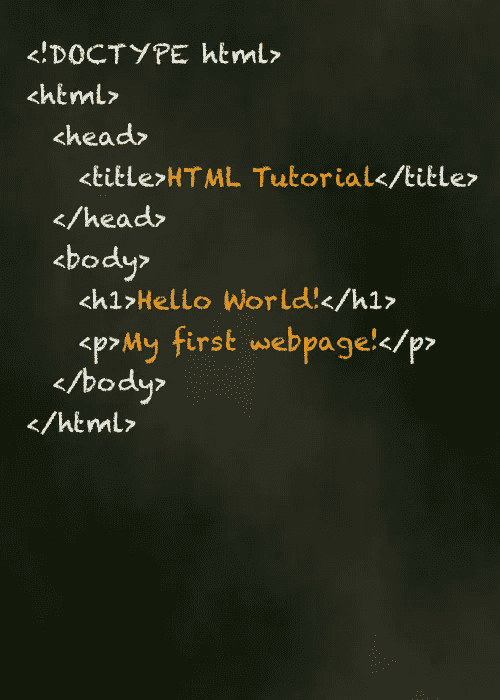 <!DOCTYPE html>
<html>
<head>
<title>HTML Tutorial</title>
</head>
<body>
<h1>Hello World!</h1>
<p>My first webpage!</p>
</body>
</html>